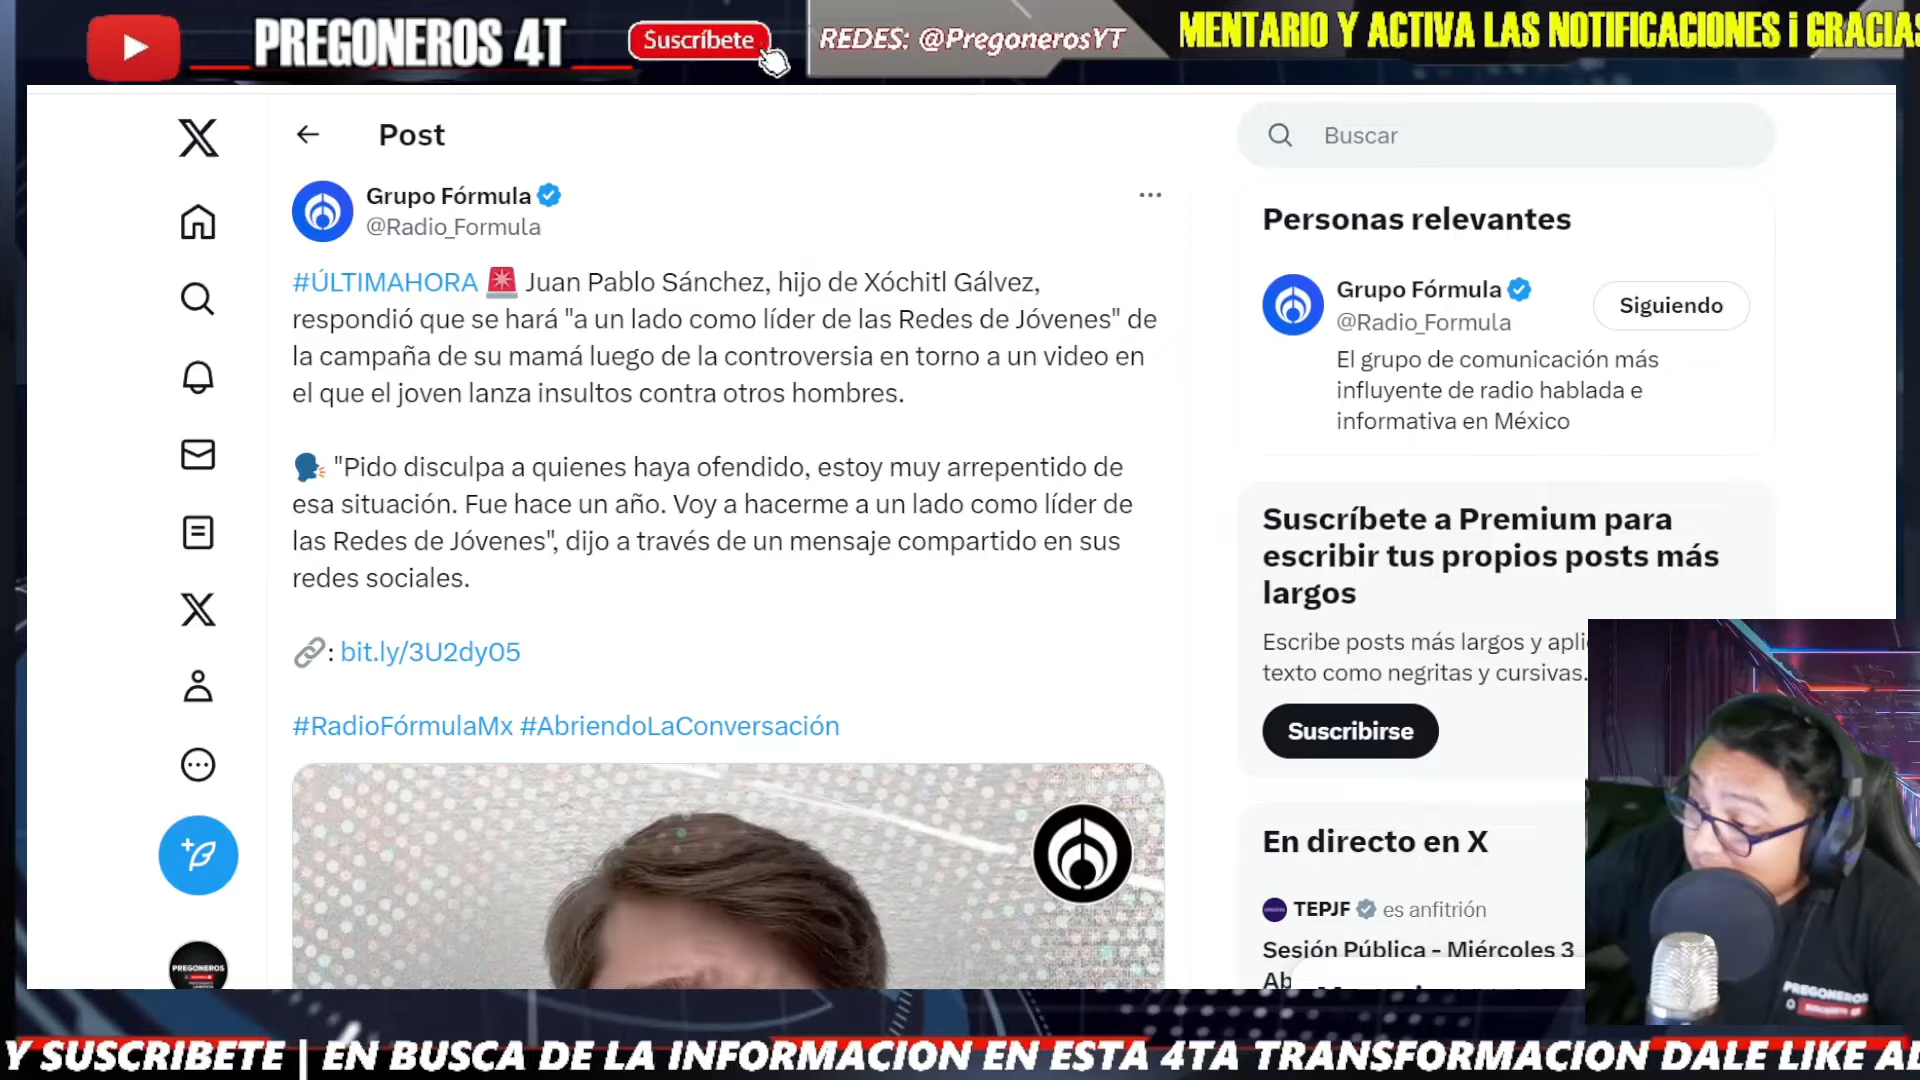 PREGONEROS 4T
Suscríbete
REDES: @PregonerosYT
MENTARIO Y ACTIVA LAS NOTIFICACIONES ¡ GRACIAS
Post
Buscar
Grupo Fórmula
@Radio_Formula
#ÚLTIMAHORA 🚨 Juan Pablo Sánchez, hijo de Xóchitl Gálvez,
respondió que se hará "a un lado como líder de las Redes de Jóvenes" de
la campaña de su mamá luego de la controversia en torno a un video en
el que el joven lanza insultos contra otros hombres.
🗣️ "Pido disculpa a quienes haya ofendido, estoy muy arrepentido de
esa situación. Fue hace un año. Voy a hacerme a un lado como líder de
las Redes de Jóvenes", dijo a través de un mensaje compartido en sus
redes sociales.
🔗: bit.ly/3U2dyO5
#RadioFórmulaMx #AbriendoLaConversación
Personas relevantes
Grupo Fórmula
@Radio_Formula
Siguiendo
El grupo de comunicación más
influyente de radio hablada e
informativa en México
Suscríbete a Premium para
escribir tus propios posts más
largos
Escribe posts más largos y apli
texto como negritas y cursivas.
Suscribirse
En directo en X
TEPJF es anfitrión
Sesión Pública - Miércoles 3
Ab
PREGONEROS
PREGONEROS
Y SUSCRIBETE | EN BUSCA DE LA INFORMACION EN ESTA 4TA TRANSFORMACION DALE LIKE AL